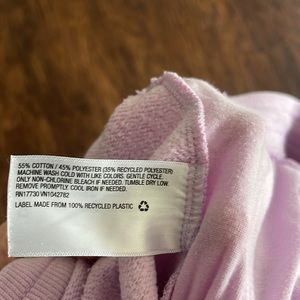 55% COTTON / 45% POLYESTER (35% RECYCLED POLYESTER)
MACHINE WASH COLD WITH LIKE COLORS. GENTLE CYCLE.
ONLY NON-CHLORINE BLEACH IF NEEDED. TUMBLE DRY LOW.
REMOVE PROMPTLY. COOL IRON IF NEEDED.
RN17730 VN1042782
LABEL MADE FROM 100% RECYCLED PLASTIC